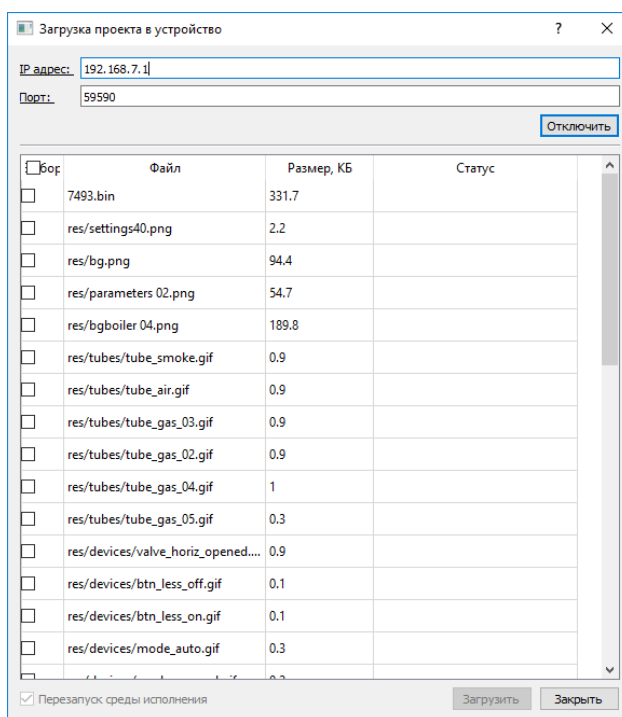 Загрузка проекта в устройство ? ×
IP адрес: 192.168.7.1
Порт: 59590
Отключить
бор Файл Размер, КБ Статус
7493.bin 331.7
res/settings40.png 2.2
res/bg.png 94.4
res/parameters 02.png 54.7
res/bgboiler 04.png 189.8
res/tubes/tube_smoke.gif 0.9
res/tubes/tube_air.gif 0.9
res/tubes/tube_gas_03.gif 0.9
res/tubes/tube_gas_02.gif 0.9
res/tubes/tube_gas_04.gif 1
res/tubes/tube_gas_05.gif 0.3
res/devices/valve_horiz_opened.... 0.9
res/devices/btn_less_off.gif 0.1
res/devices/btn_less_on.gif 0.1
res/devices/mode_auto.gif 0.3
Перезапуск среды исполнения Загрузить Закрыть